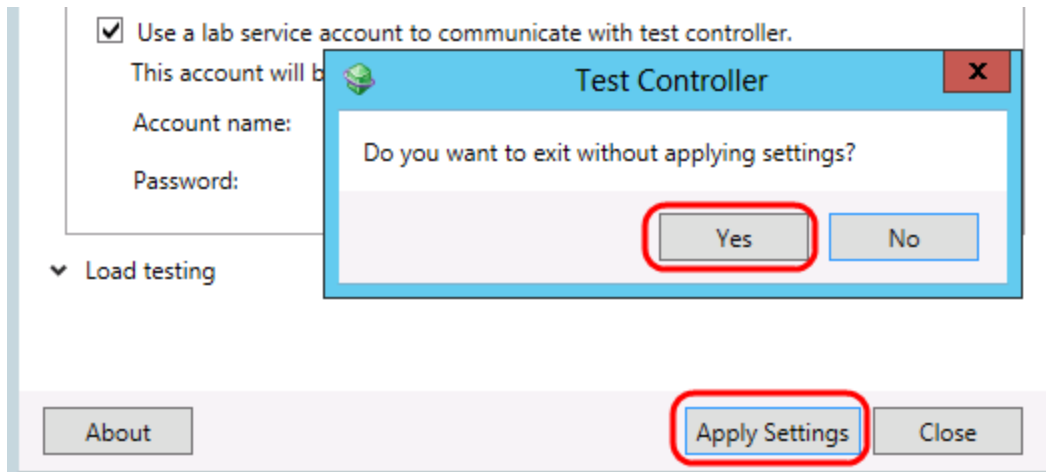 Use a lab service account to communicate with test controller.
This account will b
Test Controller
x
Account name:
Do you want to exit without applying settings?
Password:
Yes
No
Load testing
About
Apply Settings
Close